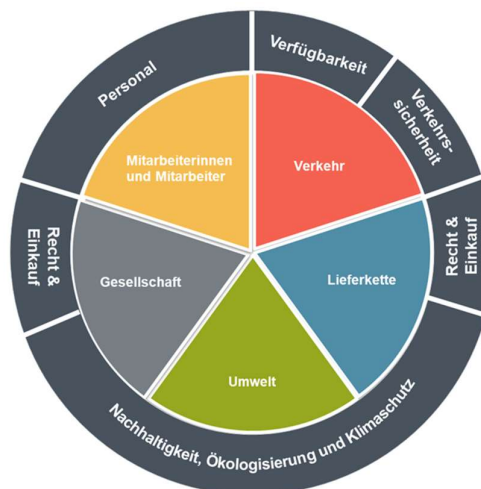 Personal
Verfügbarkeit
Verkehrs-
sicherheit
Mitarbeiterinnen
und Mitarbeiter
Verkehr
Recht &
Einkauf
Recht &
Einkauf
Gesellschaft
Lieferkette
Umwelt
Nachhaltigkeit, Ökologisierung und Klimaschutz